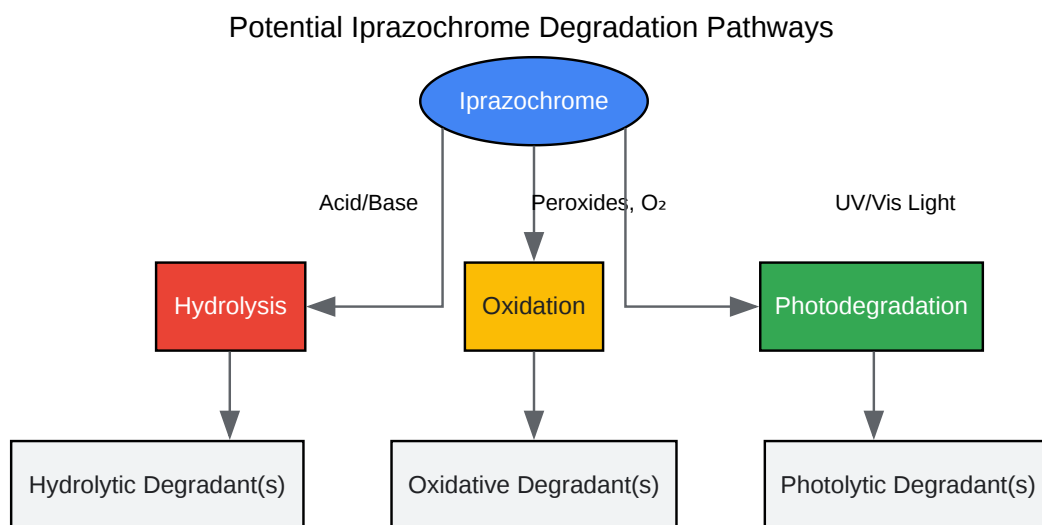 Potential Iprazochrome Degradation Pathways
Iprazochrome
Acid/Base
Peroxides, O₂
UV/Vis Light
Hydrolysis
Oxidation
Photodegradation
Hydrolytic Degradant(s)
Oxidative Degradant(s)
Photolytic Degradant(s)